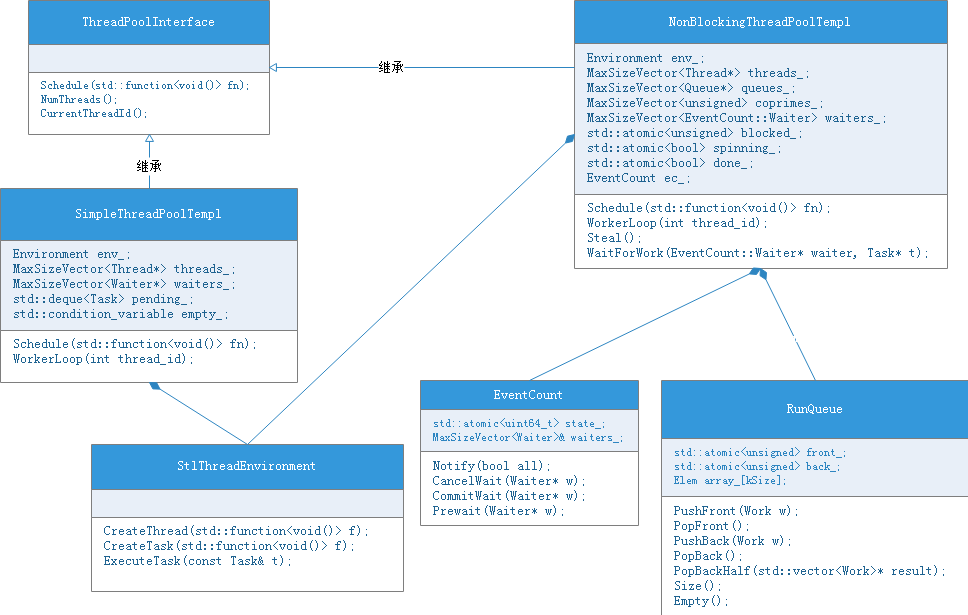 ThreadPoolInterface
Schedule(std::function<void()> fn);
NumThreads();
CurrentThreadId();
继承
NonBlockingThreadPoolTempl
Environment env_;
MaxSizeVector<Thread*> threads_;
MaxSizeVector<Queue*> queues_;
MaxSizeVector<unsigned> coprimes_;
MaxSizeVector<EventCount::Waiter> waiters_;
std::atomic<unsigned> blocked_;
std::atomic<bool> spinning_;
std::atomic<bool> done_;
EventCount ec_;
Schedule(std::function<void()> fn);
WorkerLoop(int thread_id);
Steal();
WaitForWork(EventCount::Waiter* waiter, Task* t);
继承
SimpleThreadPoolTempl
Environment env_;
MaxSizeVector<Thread*> threads_;
MaxSizeVector<Waiter*> waiters_;
std::deque<Task> pending_;
std::condition_variable empty_;
Schedule(std::function<void()> fn);
WorkerLoop(int thread_id);
StlThreadEnvironment
CreateThread(std::function<void()> f);
CreateTask(std::function<void()> f);
ExecuteTask(const Task& t);
EventCount
std::atomic<uint64_t> state_;
MaxSizeVector<Waiter>& waiters_;
Notify(bool all);
CancelWait(Waiter* w);
CommitWait(Waiter* w);
Prewait(Waiter* w);
RunQueue
std::atomic<unsigned> front_;
std::atomic<unsigned> back_;
Elem array_[kSize];
PushFront(Work w);
PopFront();
PushBack(Work w);
PopBack();
PopBackHalf(std::vector<Work>* result);
Size();
Empty();